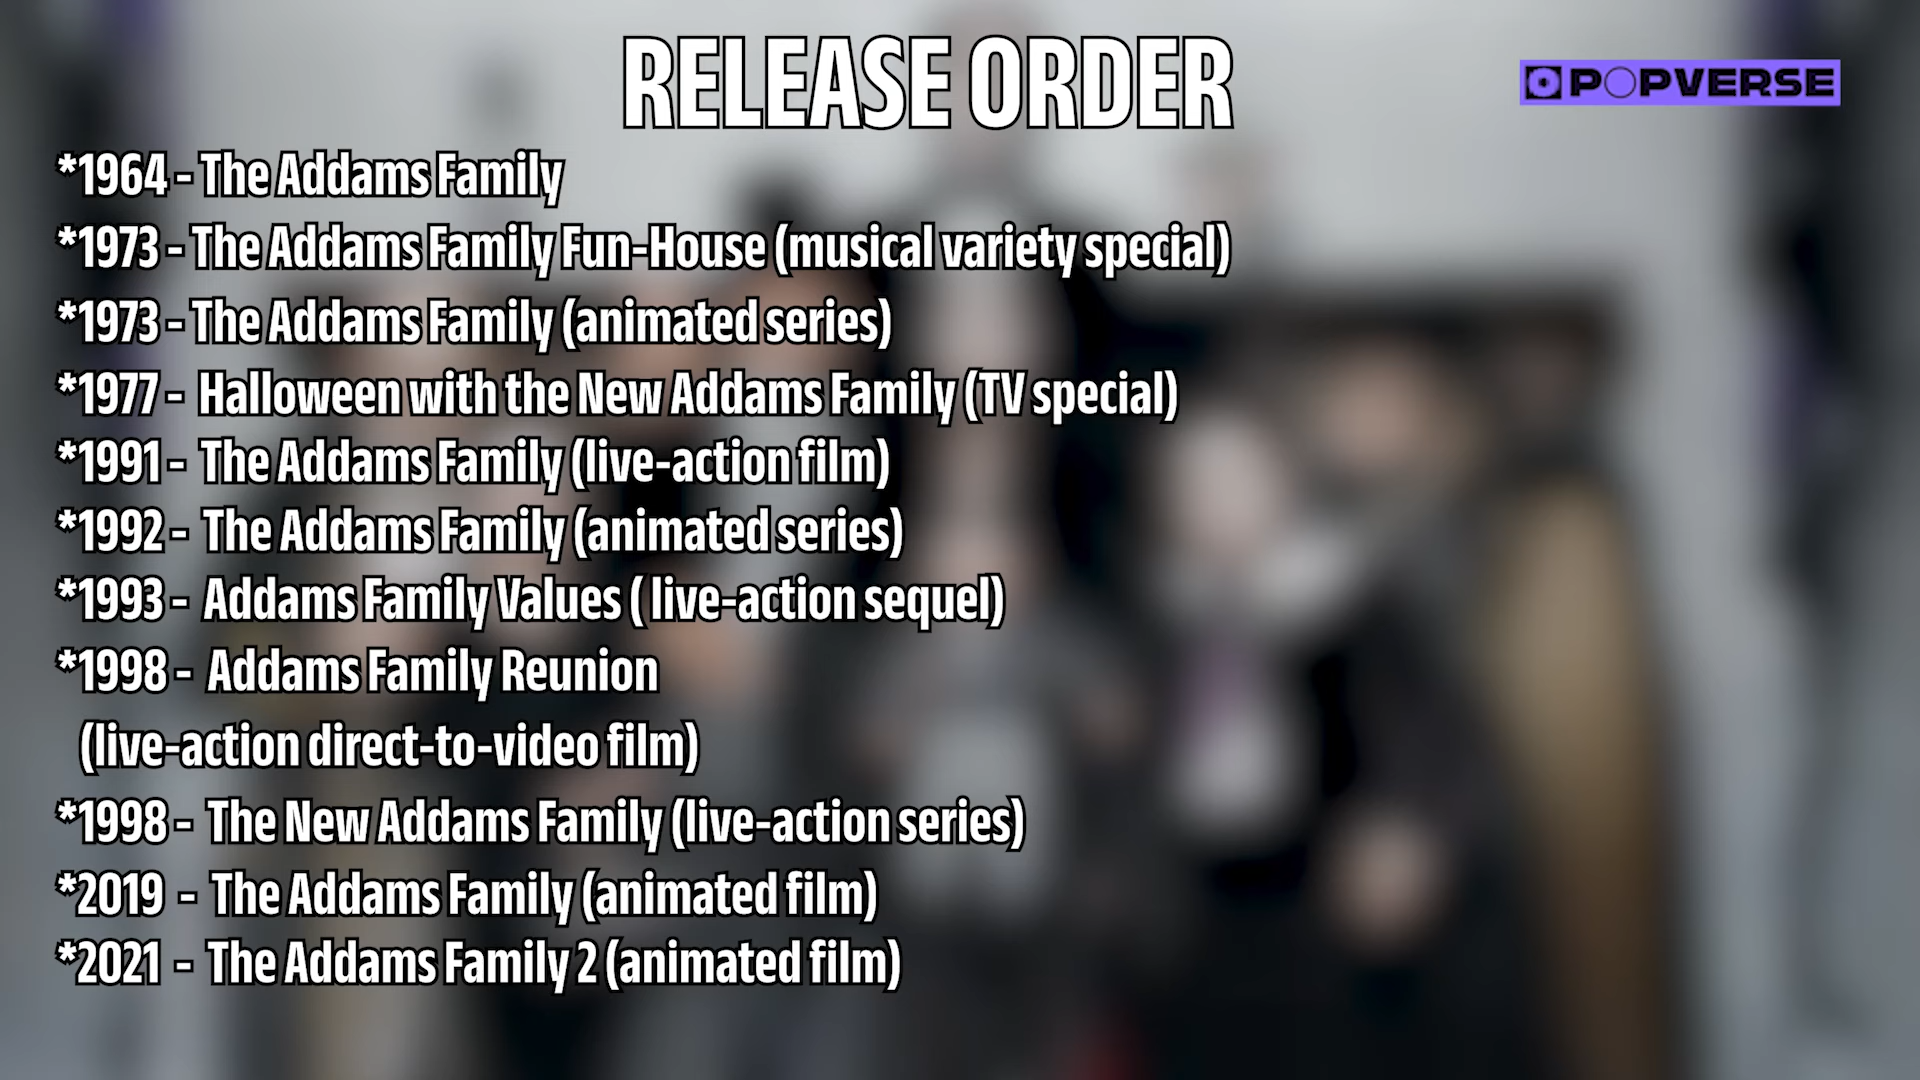 RELEASE ORDER
POPVERSE
*1964 - The Addams Family
*1973 - The Addams Family Fun-House (musical variety special)
*1973 - The Addams Family (animated series)
*1977 - Halloween with the New Addams Family (TV special)
*1991 - The Addams Family (live-action film)
*1992 - The Addams Family (animated series)
*1993 - Addams Family Values ( live-action sequel)
*1998 - Addams Family Reunion
(live-action direct-to-video film)
*1998 - The New Addams Family (live-action series)
*2019 - The Addams Family (animated film)
*2021 - The Addams Family 2 (animated film)